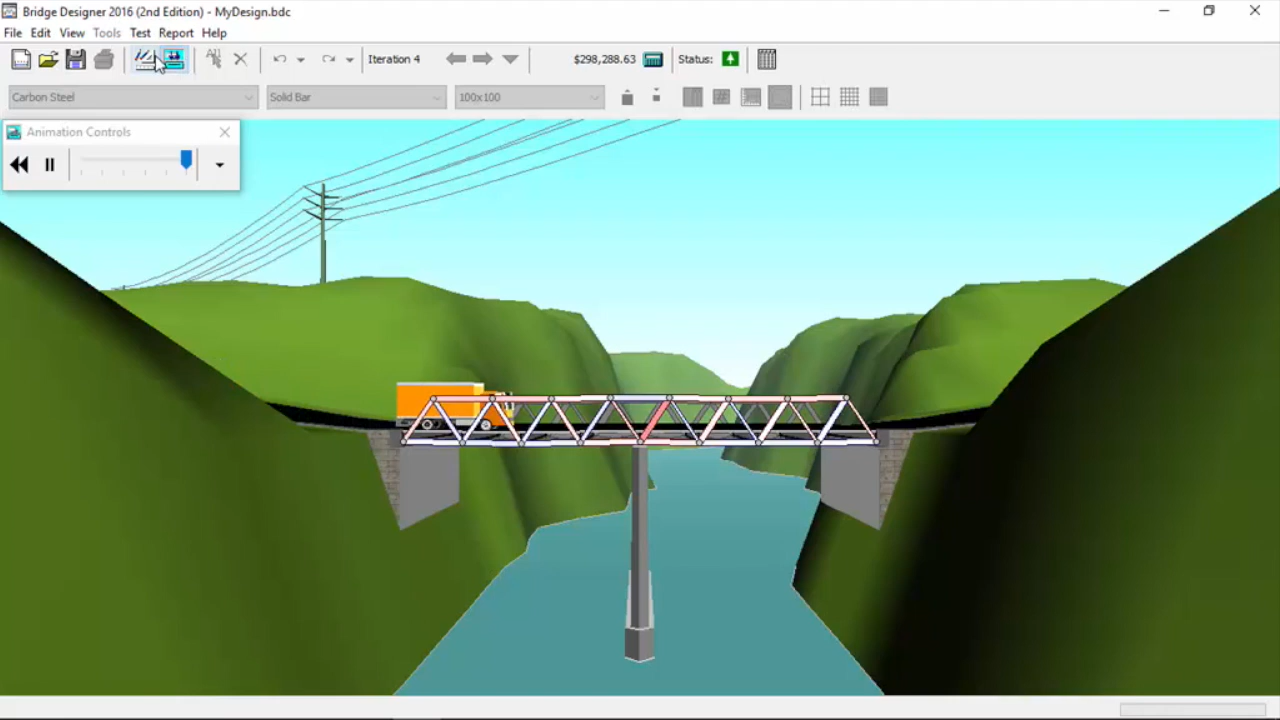 Bridge Designer 2016 (2nd Edition) - MyDesign.bdc
File Edit View Tools Test Report Help
Iteration 4 $298,288.63 Status:
Carbon Steel Solid Bar 100x100
Animation Controls